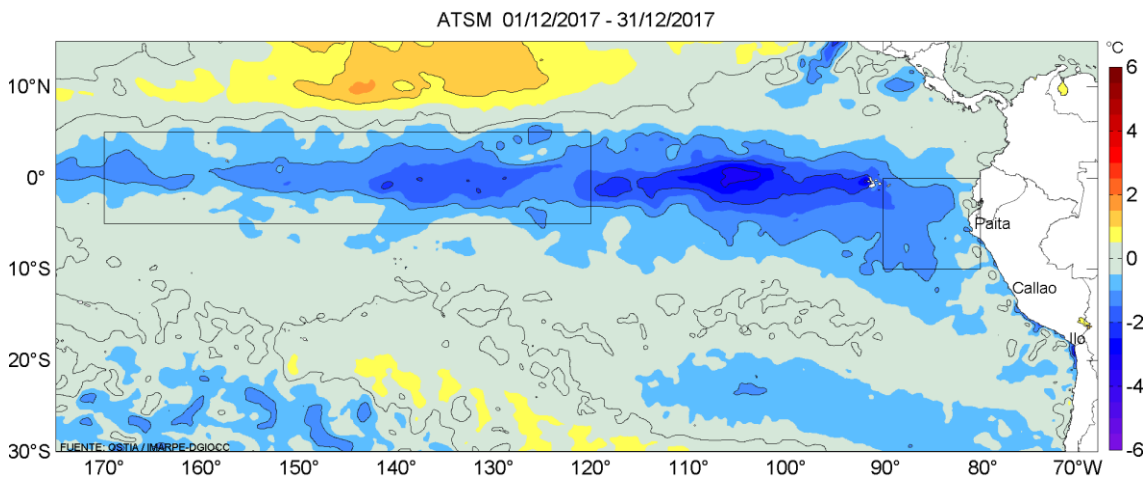 ATSM 01/12/2017 - 31/12/2017
°C
10°N
0°
10°S
20°S
30°S
Paita
Callao
Ilo
FUENTE: OSTIA / IMARPE-DGIOCC
170 160 150 140 130 120 110 100 90 80 70°W
6
4
2
0
-2
-4
-6